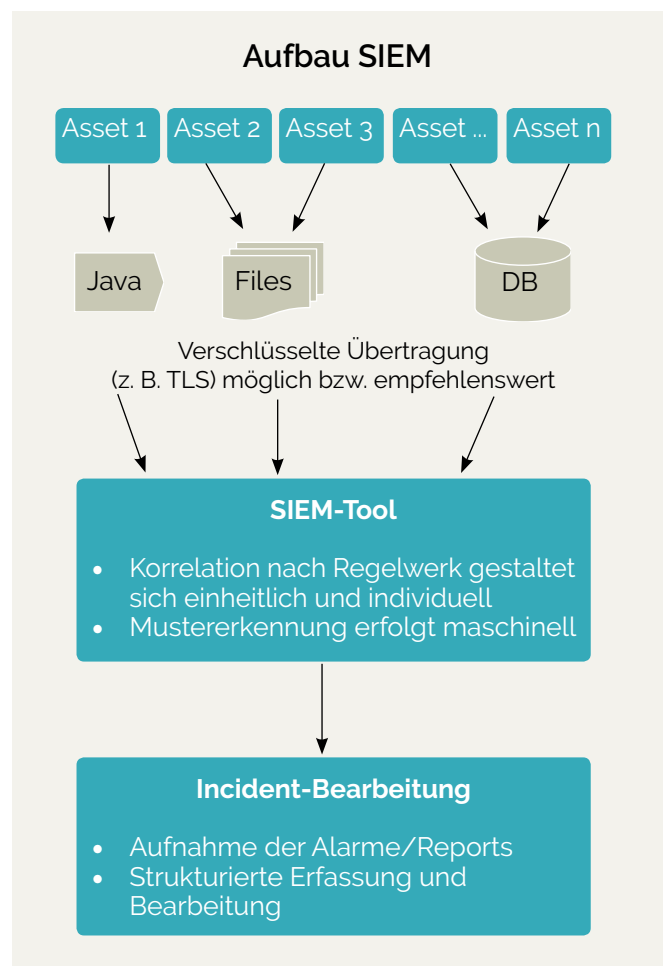 Aufbau SIEM
Asset 1
Asset 2
Asset 3
Asset ...
Asset n
Java
Files
DB
Verschlüsselte Übertragung
(z. B. TLS) möglich bzw. empfehlenswert
SIEM-Tool
• Korrelation nach Regelwerk gestaltet
sich einheitlich und individuell
• Mustererkennung erfolgt maschinell
Incident-Bearbeitung
• Aufnahme der Alarme/Reports
• Strukturierte Erfassung und
Bearbeitung